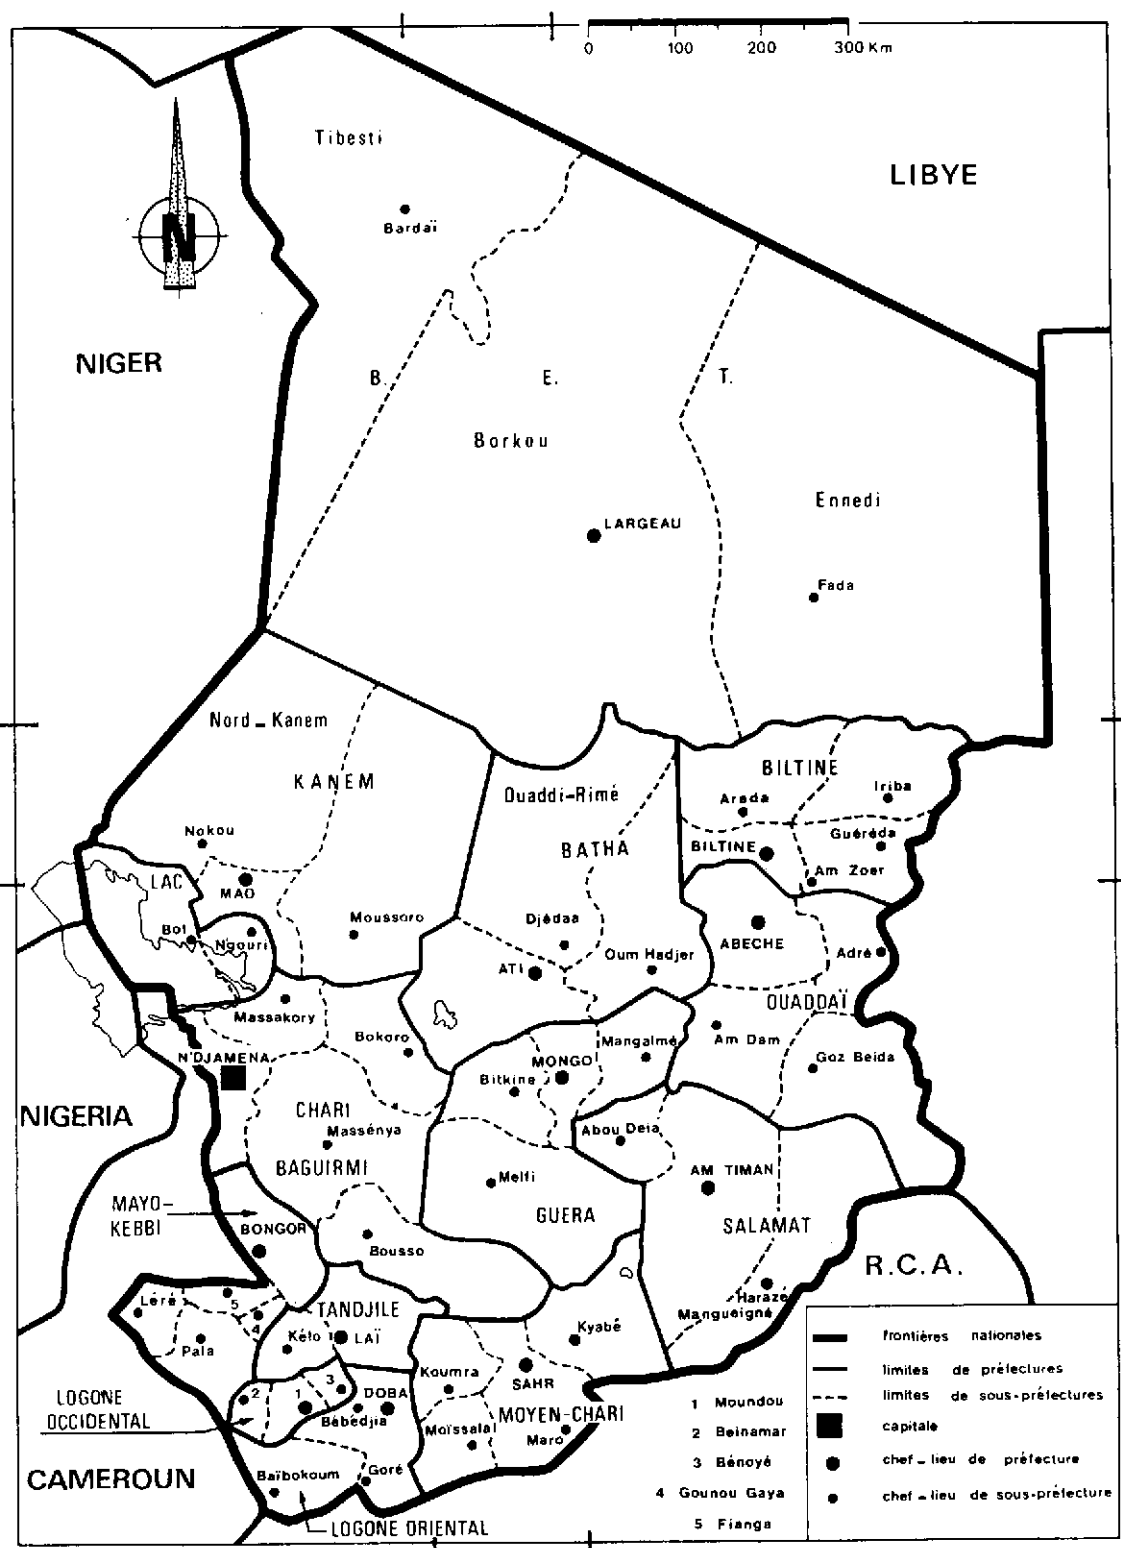 0 100 200 300 Km
Tibesti
LIBYE
Bardaï
N
NIGER
B. E. T.
Borkou
Ennedi
LARGEAU
Fada
Nord - Kanem
KANEM
BILTINE
Ouaddi-Rimé
Iriba
Arada
Nokou
Guéréda
BATHA
BILTINE
LAC
MAO
Am Zoer
Moussoro
Djédaa
ABECHE
Bol
Ngouri
Oum Hadjer
Adré
ATI
OUADDAÏ
Massakory
Bokoro
Mangalmé
Am Dam
N'DJAMENA
MONGO
Goz Beida
Bitkine
NIGERIA
CHARI
Massénya
Abou Deia
BAGUIRMI
Melfi
AM TIMAN
MAYO-
KEBBI
BONGOR
GUERA
SALAMAT
Bousso
R.C.A.
Léré
5
TANDJILE
Harazé
Mangueigné
4
Kélo
LAÏ
Kyabé
Pala
frontières nationales
LOGONE
OCCIDENTAL
2
1
3
DOBA
Koumra
SAHR
limites de préfectures
limites de sous-préfectures
Bébédjia
MOYEN-CHARI
1 Moundou
capitale
Moïssala
Maro
2 Beinamar
CAMEROUN
Baïbokoum
Goré
3 Bénoyé
chef-lieu de préfecture
4 Gounou Gaya
chef-lieu de sous-préfecture
LOGONE ORIENTAL
5 Fianga